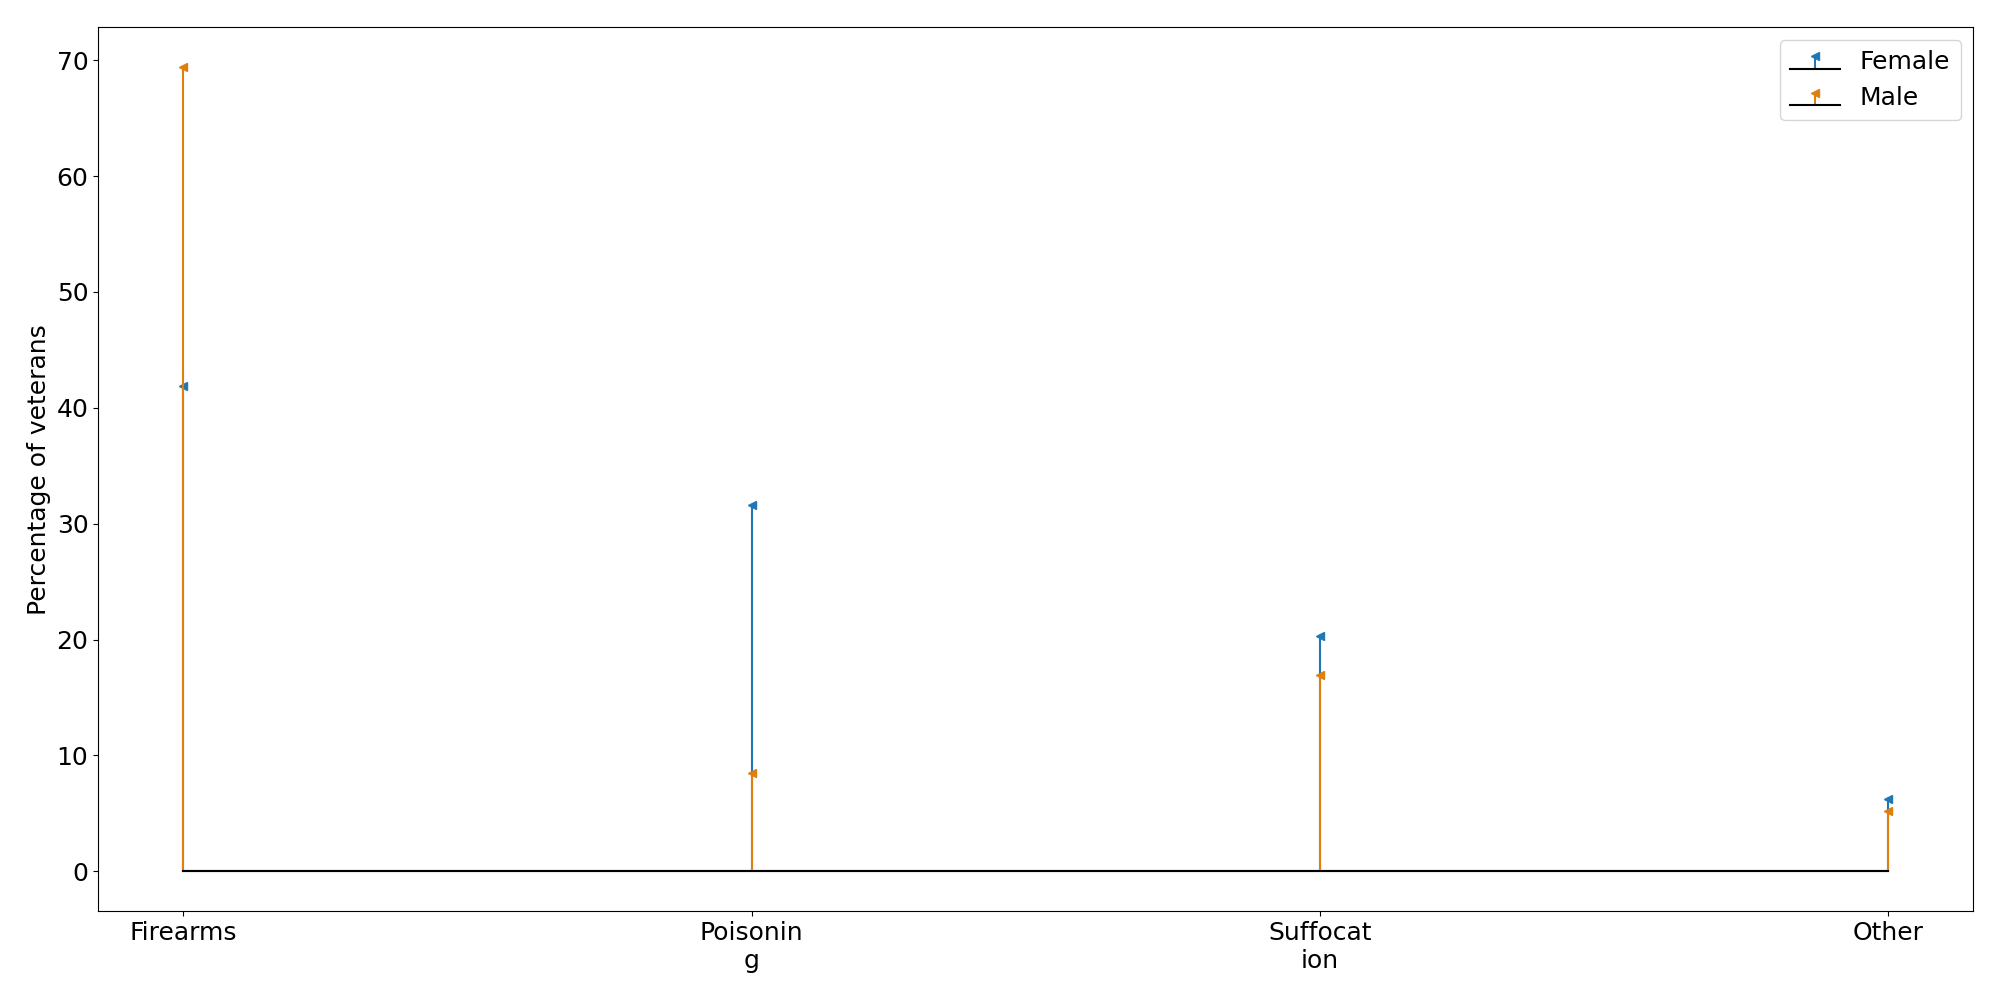 70
60
50
40
30
20
10
0
Percentage of veterans
Female
Male
Firearms
Poisonin
g
Suffocat
ion
Other